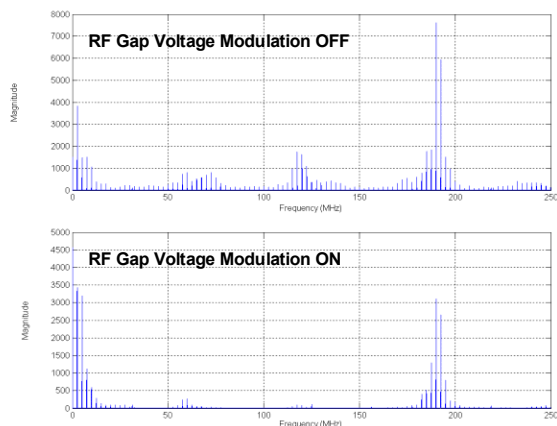 8000
RF Gap Voltage Modulation OFF
7000
6000
5000
Magnitude
4000
3000
2000
1000
0
0 50 100 150 200 250
Frequency (MHz)
5000
RF Gap Voltage Modulation ON
4500
4000
3500
3000
Magnitude
2500
2000
1500
1000
500
0
0 50 100 150 200 250
Frequency (MHz)